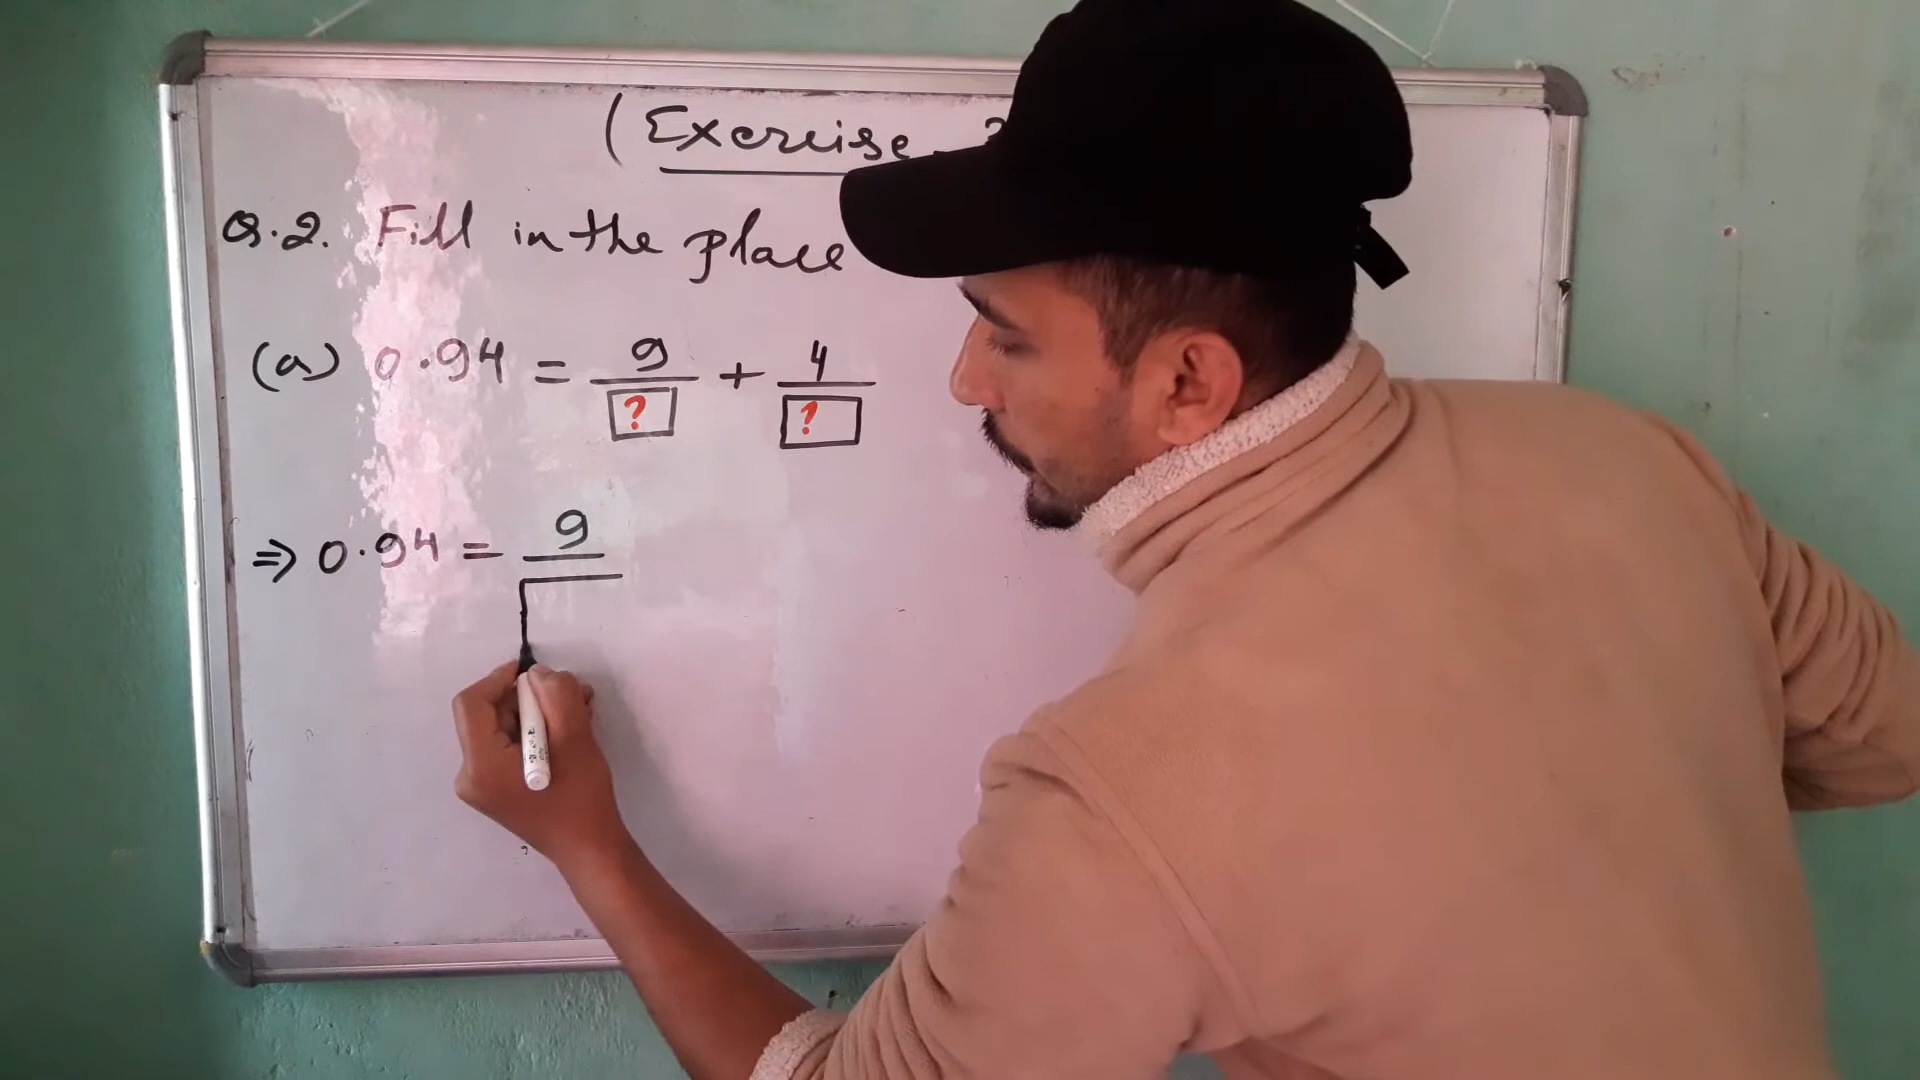 (Exercise -
Q.2. Fill in the place
(a) 0.94 = 9/? + 4/?
⇒ 0.94 = 9/